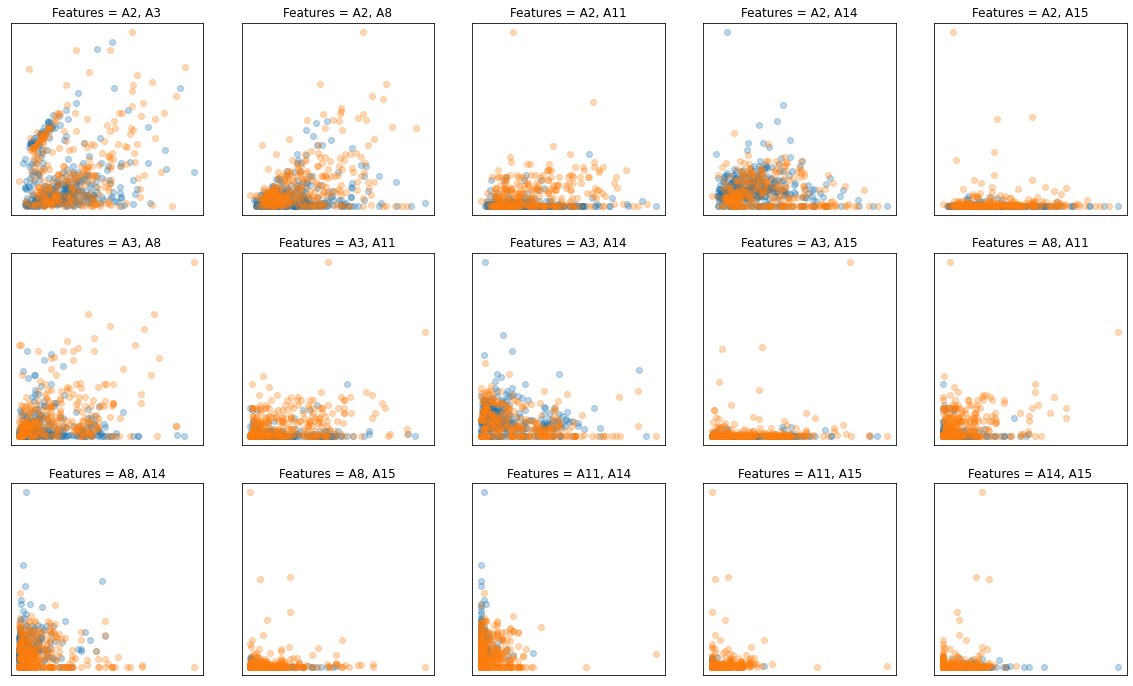 Features = A2, A3
Features = A2, A8
Features = A2, A11
Features = A2, A14
Features = A2, A15
Features = A3, A8
Features = A3, A11
Features = A3, A14
Features = A3, A15
Features = A8, A11
Features = A8, A14
Features = A8, A15
Features = A11, A14
Features = A11, A15
Features = A14, A15